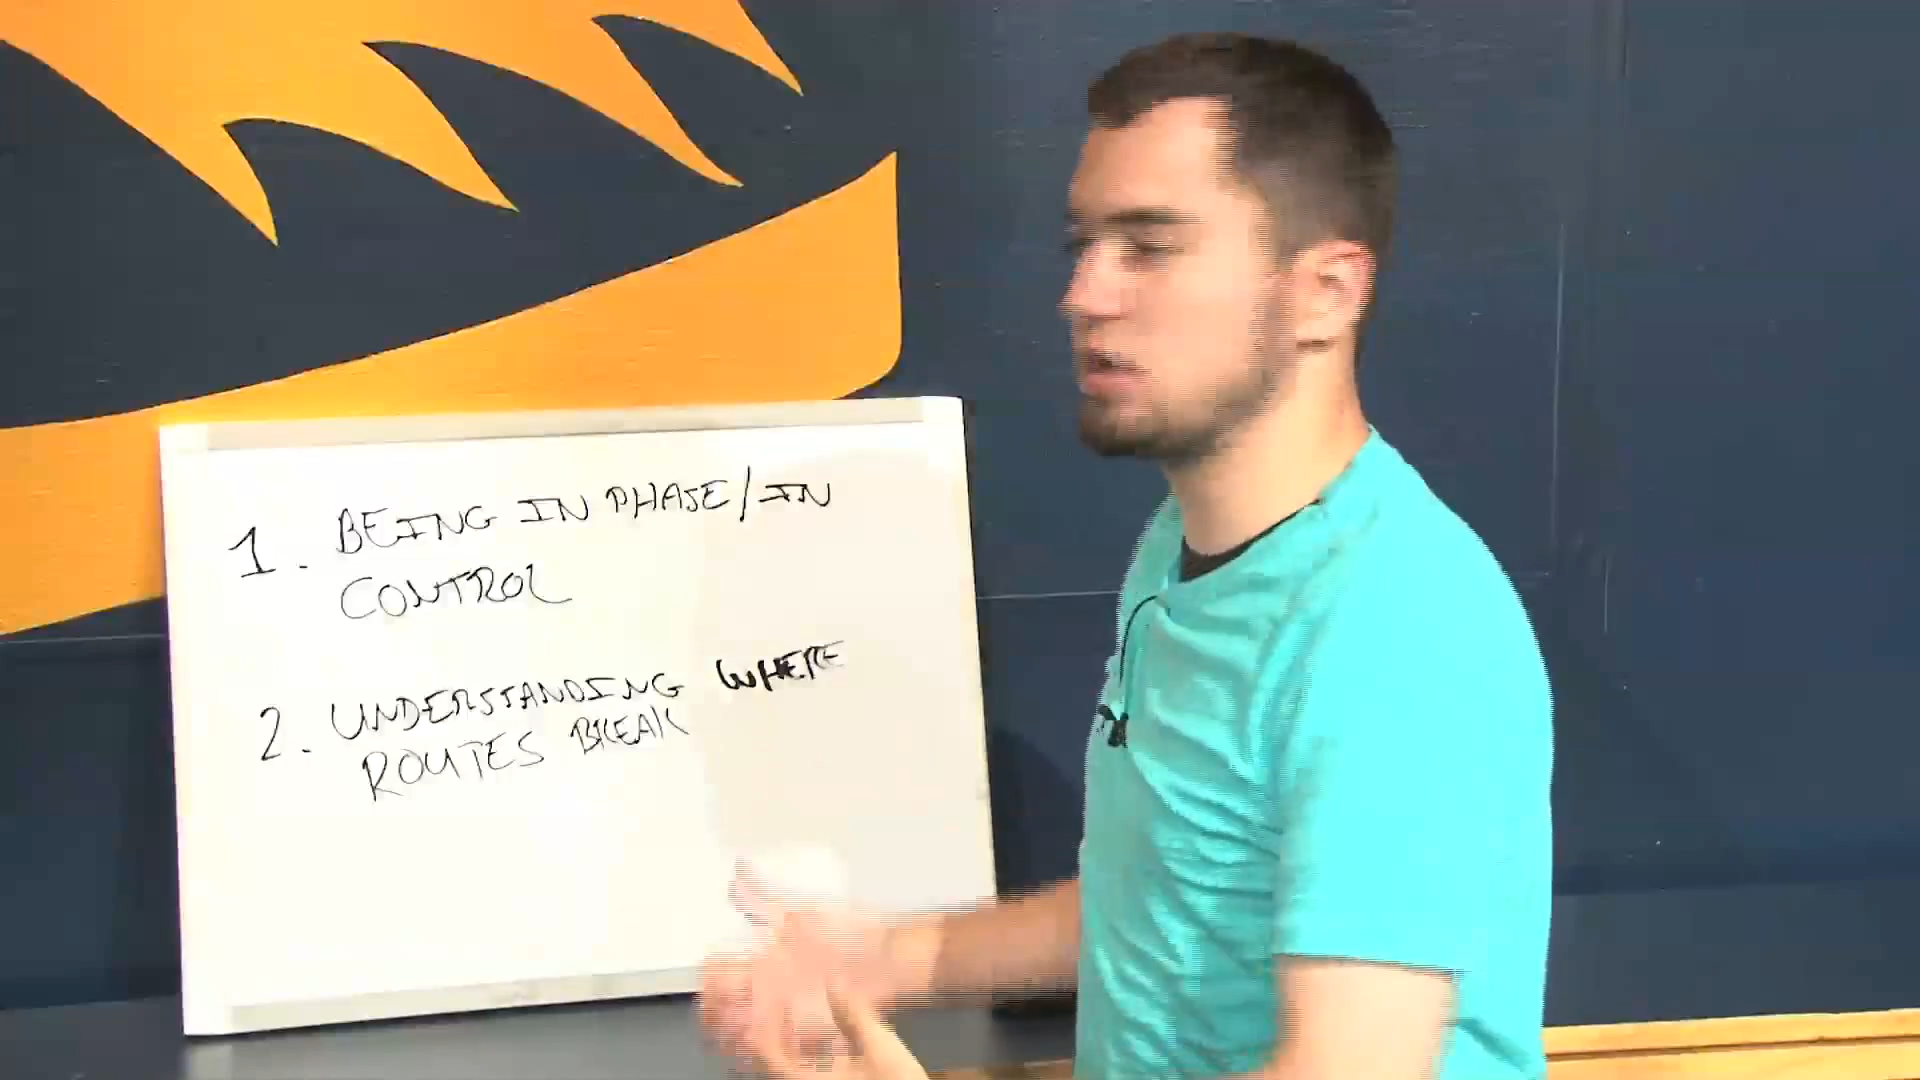 1. BEING IN PHASE/IN
CONTROL
2. UNDERSTANDING WHERE
ROUTES BREAK